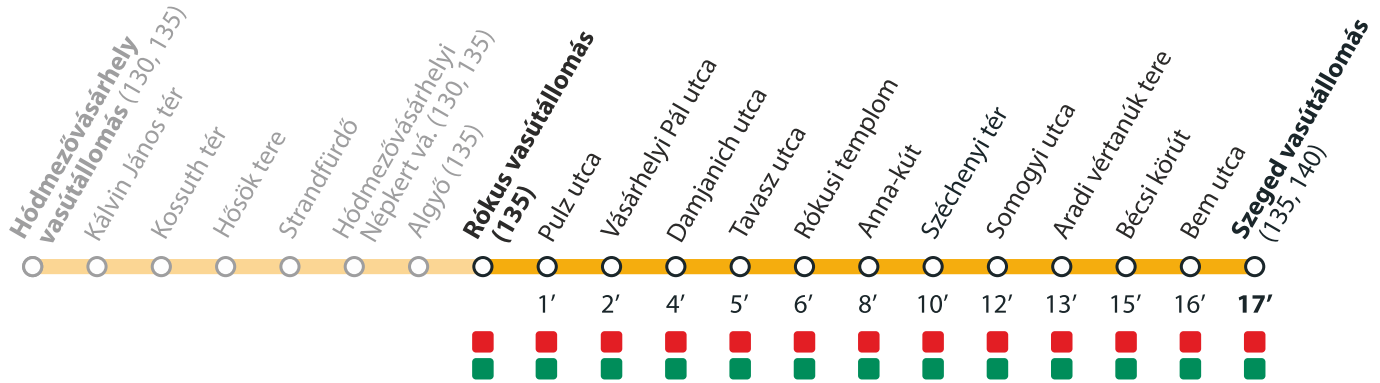 Hódmezővásárhely
vasútállomás (130, 135)
Kálvin János tér
Kossuth tér
Hősök tere
Strandfürdő
Hódmezővásárhelyi
Népkert vá. (130, 135)
Algyő (135)
Rókus vasútállomás
(135)
Pulz utca
Vásárhelyi Pál utca
Damjanich utca
Tavasz utca
Rókusi templom
Anna-kút
Széchenyi tér
Somogyi utca
Aradi vértanúk tere
Bécsi körút
Bem utca
Szeged vasútállomás
(135, 140)
1’ 2’ 4’ 5’ 6’ 8’ 10’ 12’ 13’ 15’ 16’ 17’